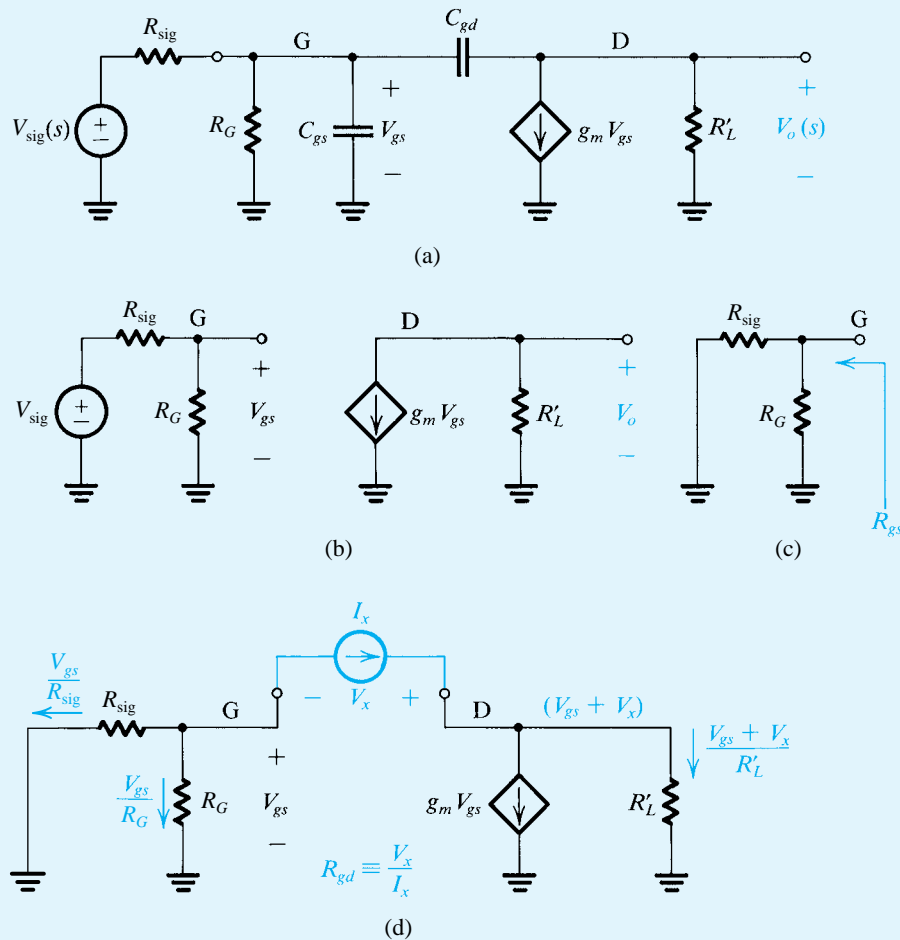 R_sig
G
C_gd
D
V_sig(s)
+
−
R_G
C_gs
+
V_gs
−
g_m V_gs
R′_L
+
V_o(s)
−
(a)
R_sig
G
V_sig
+
−
R_G
+
V_gs
−
D
g_m V_gs
R′_L
+
V_o
−
R_sig
G
R_G
R_gs
(b)
(c)
I_x
− V_x +
V_gs / R_sig
R_sig
G
D
(V_gs + V_x)
V_gs + V_x / R′_L
V_gs / R_G
R_G
+
V_gs
−
g_m V_gs
R′_L
R_gd ≡ V_x / I_x
(d)